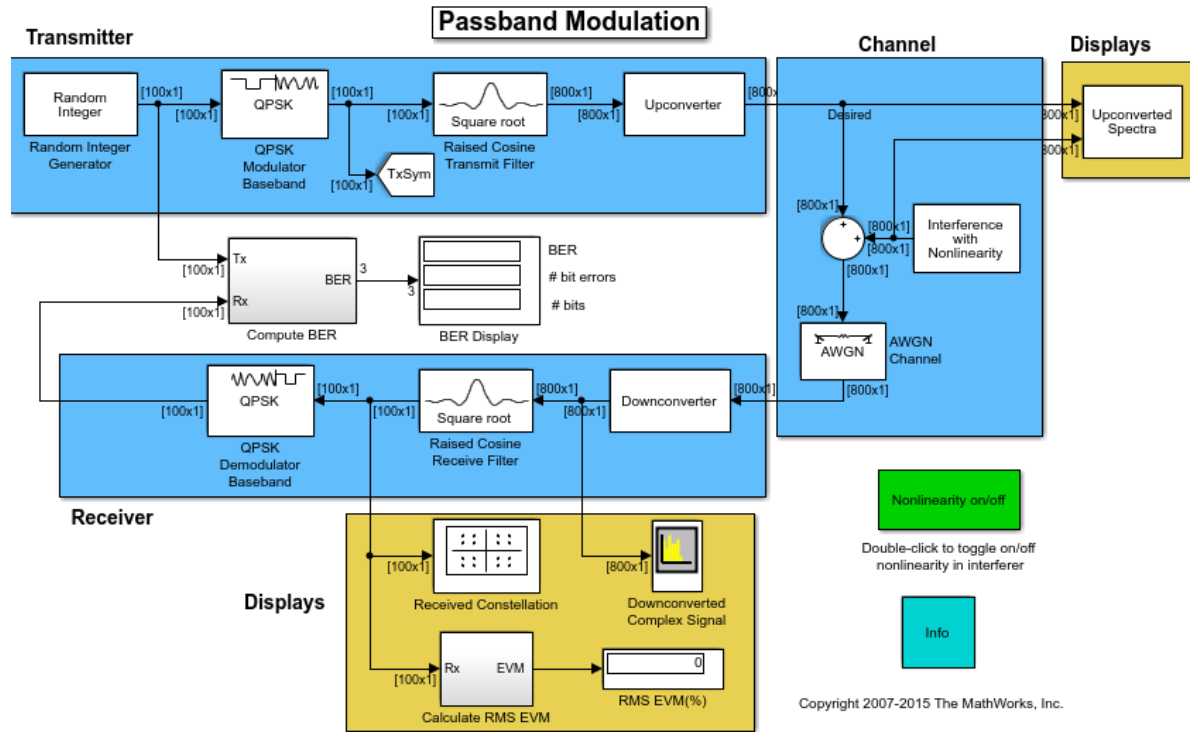 Passband Modulation
Transmitter
Channel
Displays
Random
Integer
Random Integer
Generator
[100x1]
[100x1]
QPSK
QPSK
Modulator
Baseband
[100x1]
[100x1]
TxSym
[100x1]
Square root
Raised Cosine
Transmit Filter
[800x1]
[800x1]
Upconverter
[800x1]
Desired
[800x1]
[800x1]
Upconverted
Spectra
[800x1]
+
+
[800x1]
[800x1]
[800x1]
Interference
with
Nonlinearity
[800x1]
AWGN
AWGN
Channel
[800x1]
Tx
[100x1]
Rx
[100x1]
BER
Compute BER
3
3
BER
# bit errors
# bits
BER Display
[100x1]
QPSK
QPSK
Demodulator
Baseband
[100x1]
[100x1]
Square root
Raised Cosine
Receive Filter
[800x1]
[800x1]
Downconverter
[800x1]
Receiver
Displays
[100x1]
Received Constellation
[800x1]
Downconverted
Complex Signal
[100x1]
Rx
EVM
Calculate RMS EVM
0
RMS EVM(%)
Nonlinearity on/off
Double-click to toggle on/off
nonlinearity in interferer
Info
Copyright 2007-2015 The MathWorks, Inc.